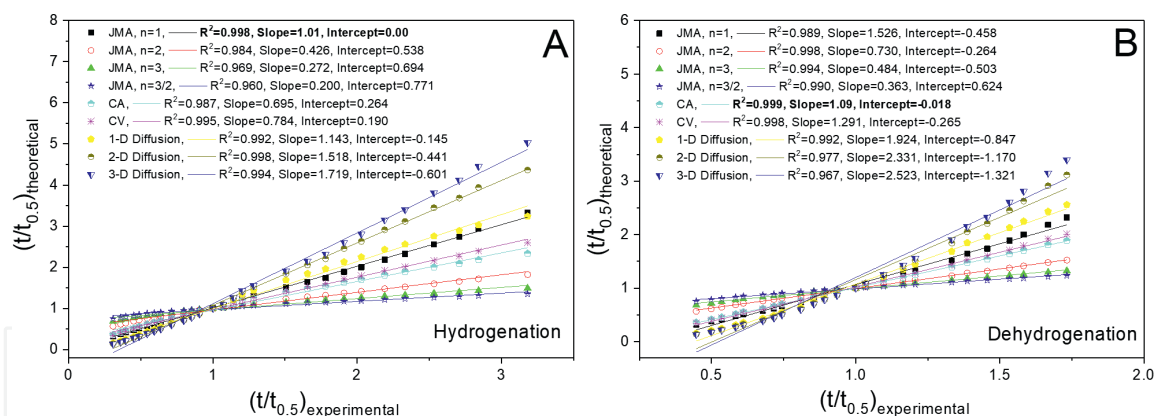 A
JMA, n=1, R²=0.998, Slope=1.01, Intercept=0.00
JMA, n=2, R²=0.984, Slope=0.426, Intercept=0.538
JMA, n=3, R²=0.969, Slope=0.272, Intercept=0.694
JMA, n=3/2, R²=0.960, Slope=0.200, Intercept=0.771
CA, R²=0.987, Slope=0.695, Intercept=0.264
CV, R²=0.995, Slope=0.784, Intercept=0.190
1-D Diffusion, R²=0.992, Slope=1.143, Intercept=-0.145
2-D Diffusion, R²=0.998, Slope=1.518, Intercept=-0.441
3-D Diffusion, R²=0.994, Slope=1.719, Intercept=-0.601
8
7
6
5
4
3
2
1
0
(t/t0.5)theoretical
Hydrogenation
0 1 2 3
(t/t0.5)experimental
B
JMA, n=1, R²=0.989, Slope=1.526, Intercept=-0.458
JMA, n=2, R²=0.998, Slope=0.730, Intercept=-0.264
JMA, n=3, R²=0.994, Slope=0.484, Intercept=-0.503
JMA, n=3/2, R²=0.990, Slope=0.363, Intercept=0.624
CA, R²=0.999, Slope=1.09, Intercept=-0.018
CV, R²=0.998, Slope=1.291, Intercept=-0.265
1-D Diffusion, R²=0.992, Slope=1.924, Intercept=-0.847
2-D Diffusion, R²=0.977, Slope=2.331, Intercept=-1.170
3-D Diffusion, R²=0.967, Slope=2.523, Intercept=-1.321
6
5
4
3
2
1
0
(t/t0.5)theoretical
Dehydrogenation
0.5 1.0 1.5 2.0
(t/t0.5)experimental